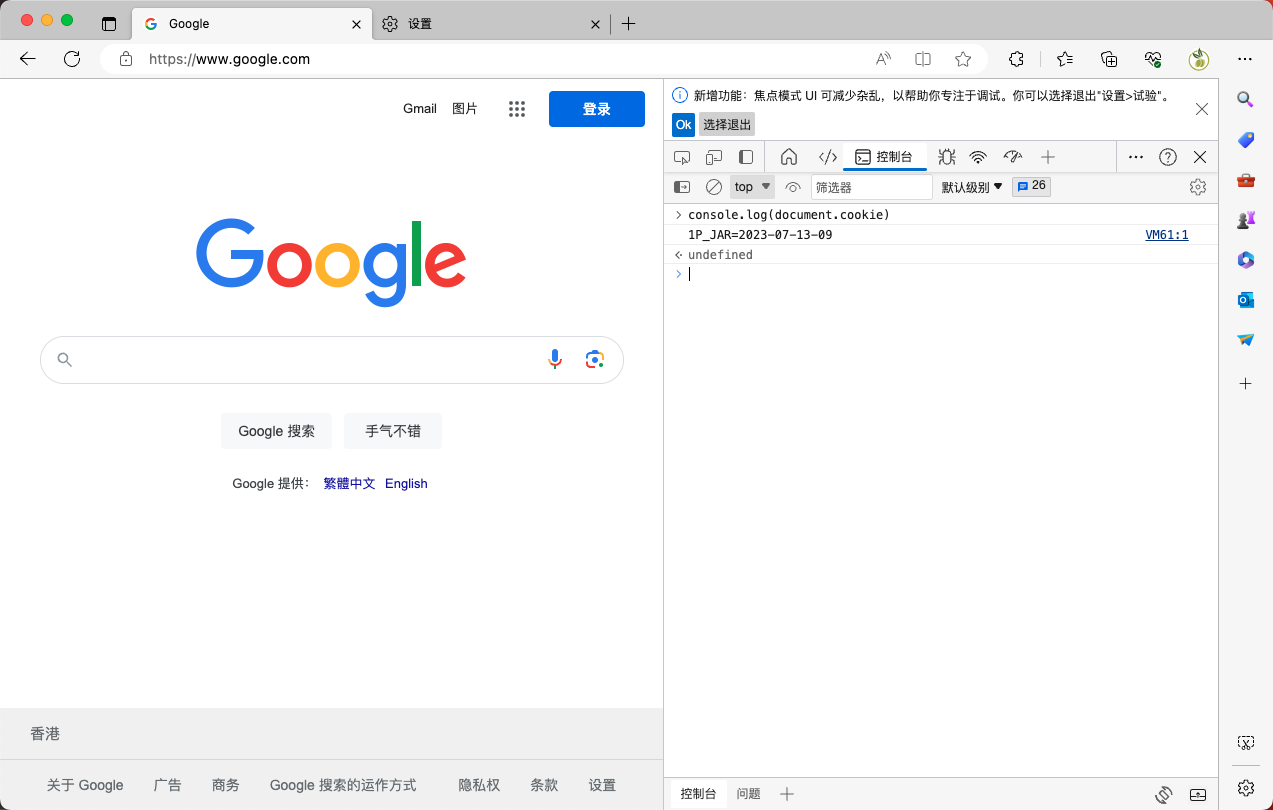 Google
设置
https://www.google.com
Gmail 图片
登录
Google
Google 搜索 手气不错
Google 提供： 繁體中文 English
香港
关于 Google 广告 商务 Google 搜索的运作方式 隐私权 条款 设置
新增功能：焦点模式 UI 可减少杂乱，以帮助你专注于调试。你可以选择退出"设置>试验"。
Ok 选择退出
控制台
top 筛选器 默认级别 26
console.log(document.cookie)
1P_JAR=2023-07-13-09 VM61:1
undefined
控制台 问题